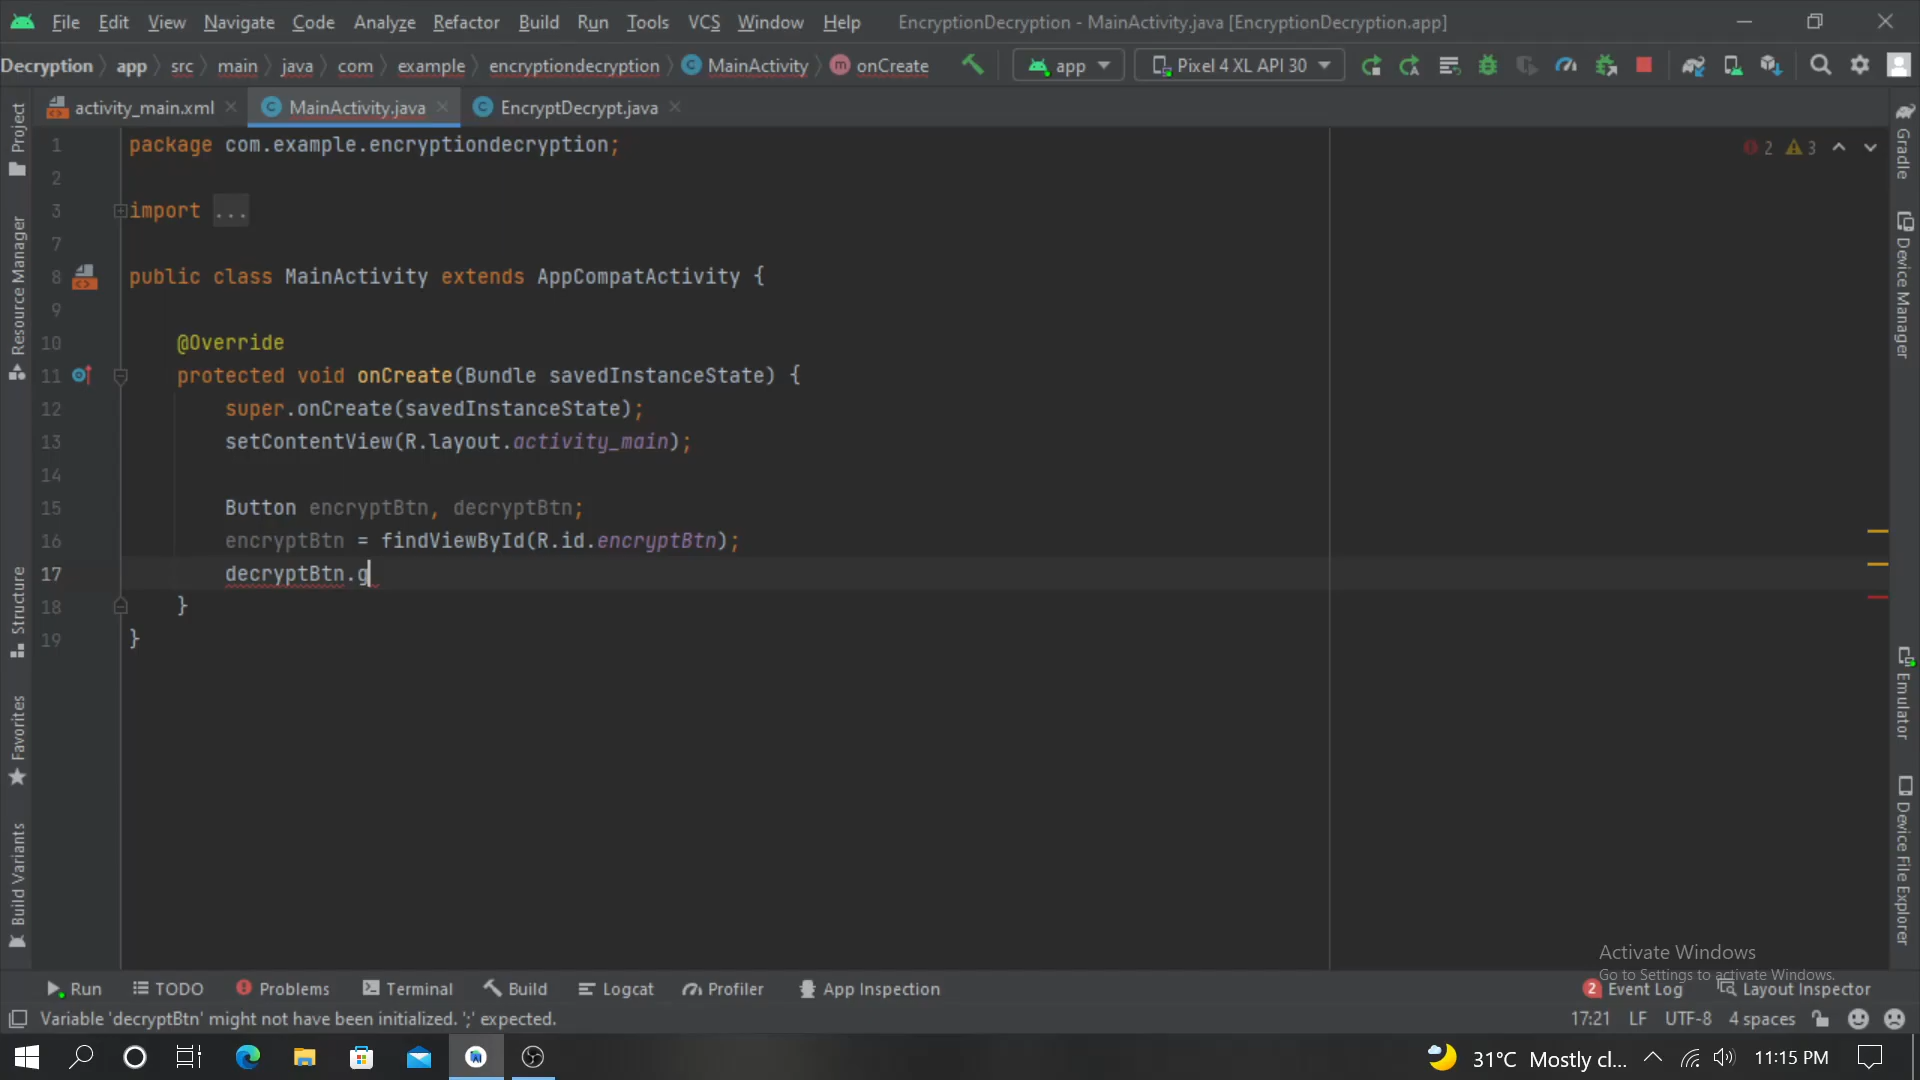 File Edit View Navigate Code Analyze Refactor Build Run Tools VCS Window Help EncryptionDecryption - MainActivity.java [EncryptionDecryption.app]
Decryption app src main java com example encryptiondecryption MainActivity onCreate app Pixel 4 XL API 30
activity_main.xml MainActivity.java EncryptDecrypt.java
1 package com.example.encryptiondecryption; 2 3
2
3 import ...
7
8 public class MainActivity extends AppCompatActivity {
9
10 @Override
11 protected void onCreate(Bundle savedInstanceState) {
12 super.onCreate(savedInstanceState);
13 setContentView(R.layout.activity_main);
14
15 Button encryptBtn, decryptBtn;
16 encryptBtn = findViewById(R.id.encryptBtn);
17 decryptBtn.g
18 }
19 }
Project
Resource Manager
Structure
Favorites
Build Variants
Gradle
Device Manager
Emulator
Device File Explorer
Activate Windows
Go to Settings to activate Windows.
Run TODO Problems Terminal Build Logcat Profiler App Inspection 2 Event Log Layout Inspector
Variable 'decryptBtn' might not have been initialized. ';' expected. 17:21 LF UTF-8 4 spaces
31°C Mostly cl... 11:15 PM